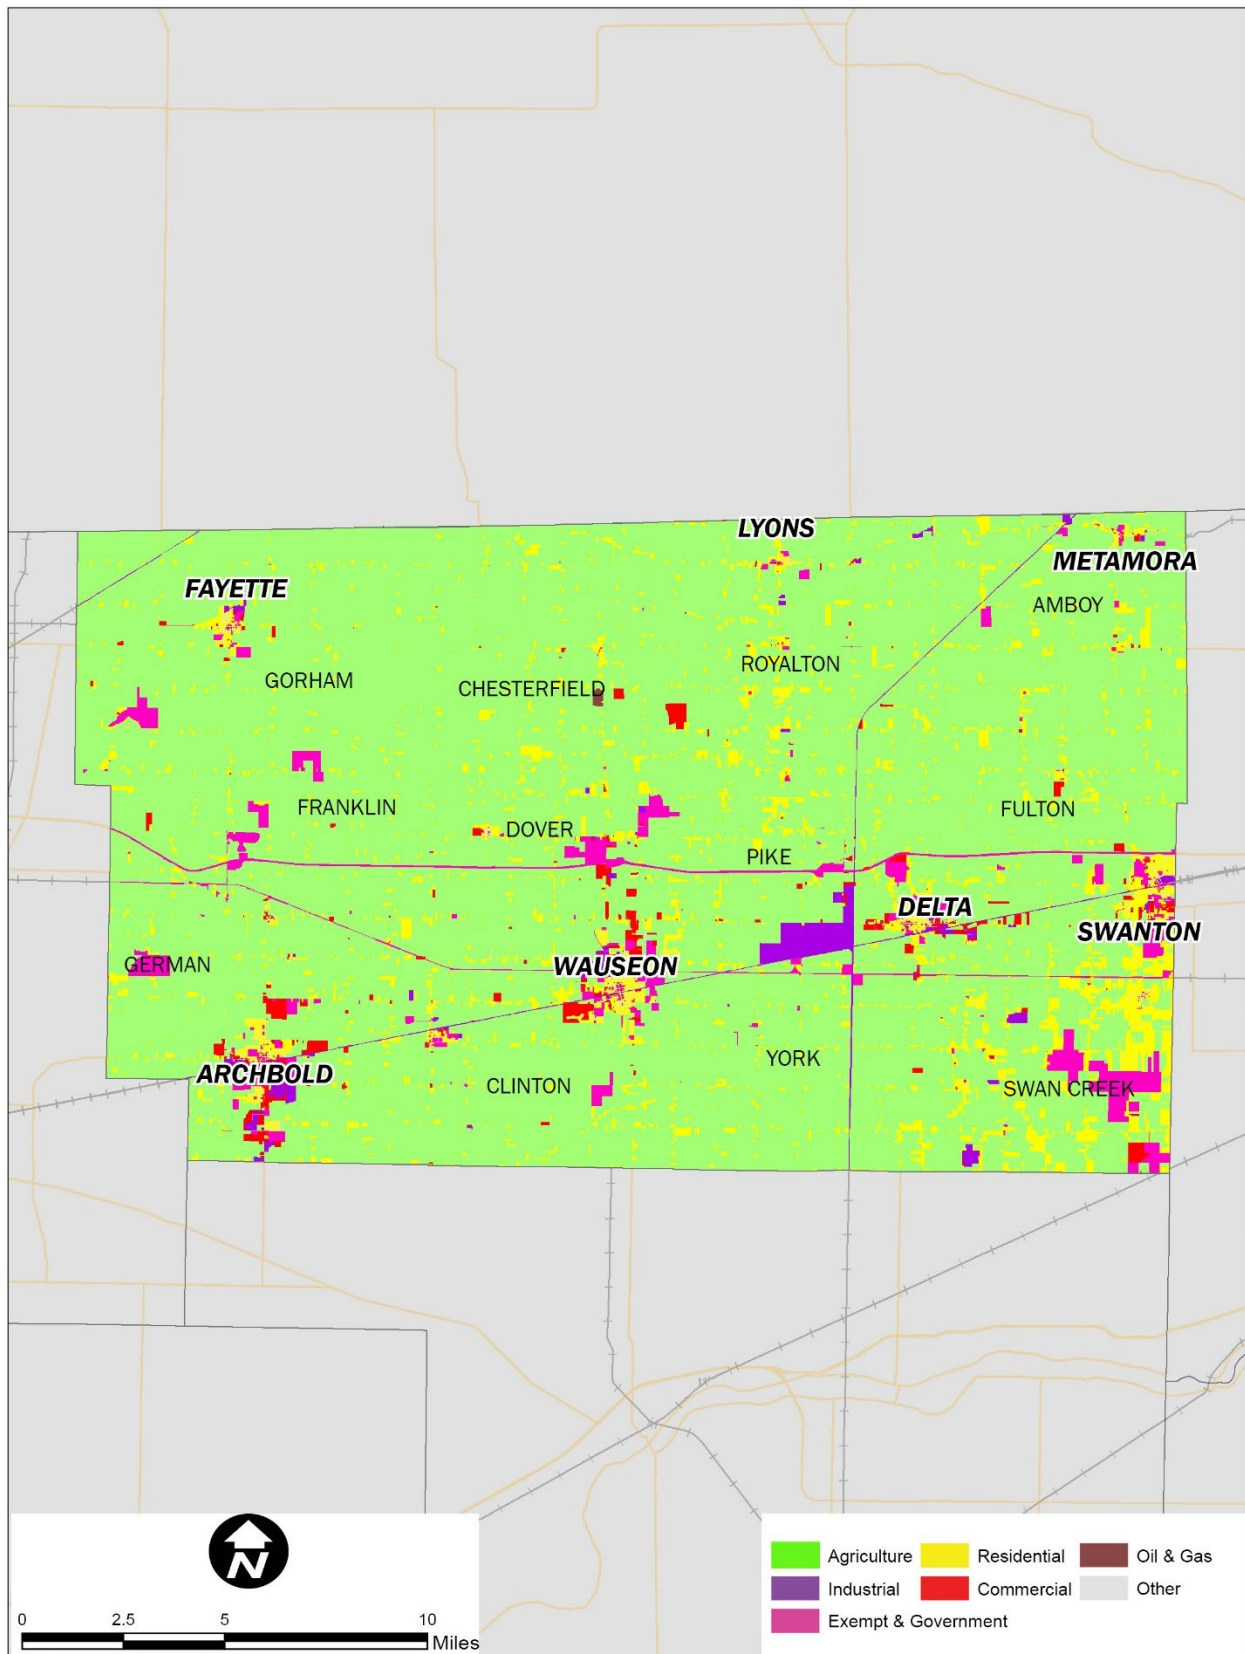 LYONS
METAMORA
FAYETTE
AMBOY
ROYALTON
GORHAM
CHESTERFIELD
FRANKLIN
FULTON
DOVER
PIKE
DELTA
SWANTON
GERMAN
WAUSEON
YORK
ARCHBOLD
CLINTON
SWAN CREEK
N
0 2.5 5 10
Miles
Agriculture Residential Oil & Gas
Industrial Commercial Other
Exempt & Government